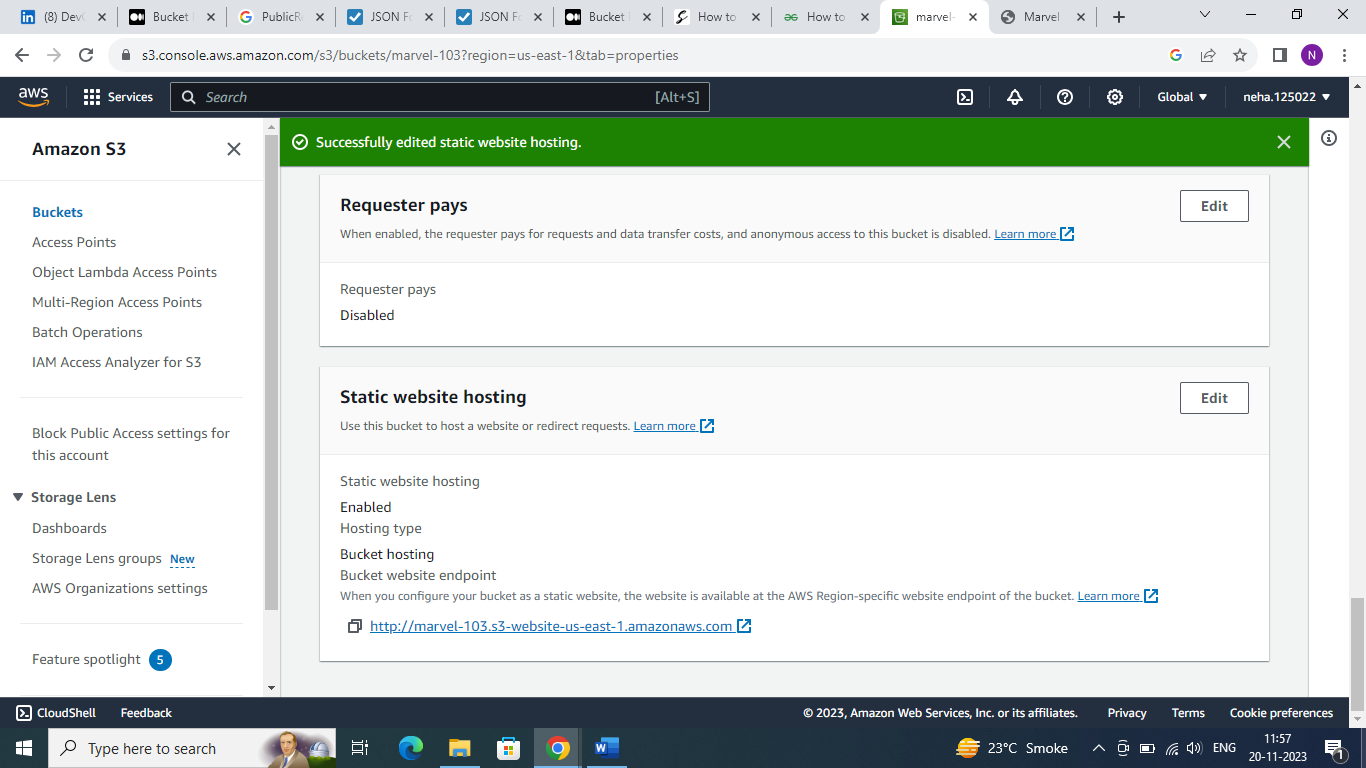 (8) Dev
Bucket
PublicR
JSON Fo
JSON Fo
Bucket
How to
How to
marvel-
Marvel
s3.console.aws.amazon.com/s3/buckets/marvel-103?region=us-east-1&tab=properties
N
aws
Services
Search
[Alt+S]
Global
neha.125022
Amazon S3
Successfully edited static website hosting.
Buckets
Access Points
Object Lambda Access Points
Multi-Region Access Points
Batch Operations
IAM Access Analyzer for S3
Block Public Access settings for
this account
Storage Lens
Dashboards
Storage Lens groups New
AWS Organizations settings
Feature spotlight 5
Requester pays
Edit
When enabled, the requester pays for requests and data transfer costs, and anonymous access to this bucket is disabled. Learn more
Requester pays
Disabled
Static website hosting
Edit
Use this bucket to host a website or redirect requests. Learn more
Static website hosting
Enabled
Hosting type
Bucket hosting
Bucket website endpoint
When you configure your bucket as a static website, the website is available at the AWS Region-specific website endpoint of the bucket. Learn more
http://marvel-103.s3-website-us-east-1.amazonaws.com
CloudShell
Feedback
© 2023, Amazon Web Services, Inc. or its affiliates.
Privacy
Terms
Cookie preferences
Type here to search
23°C Smoke
ENG
11:57
20-11-2023
1